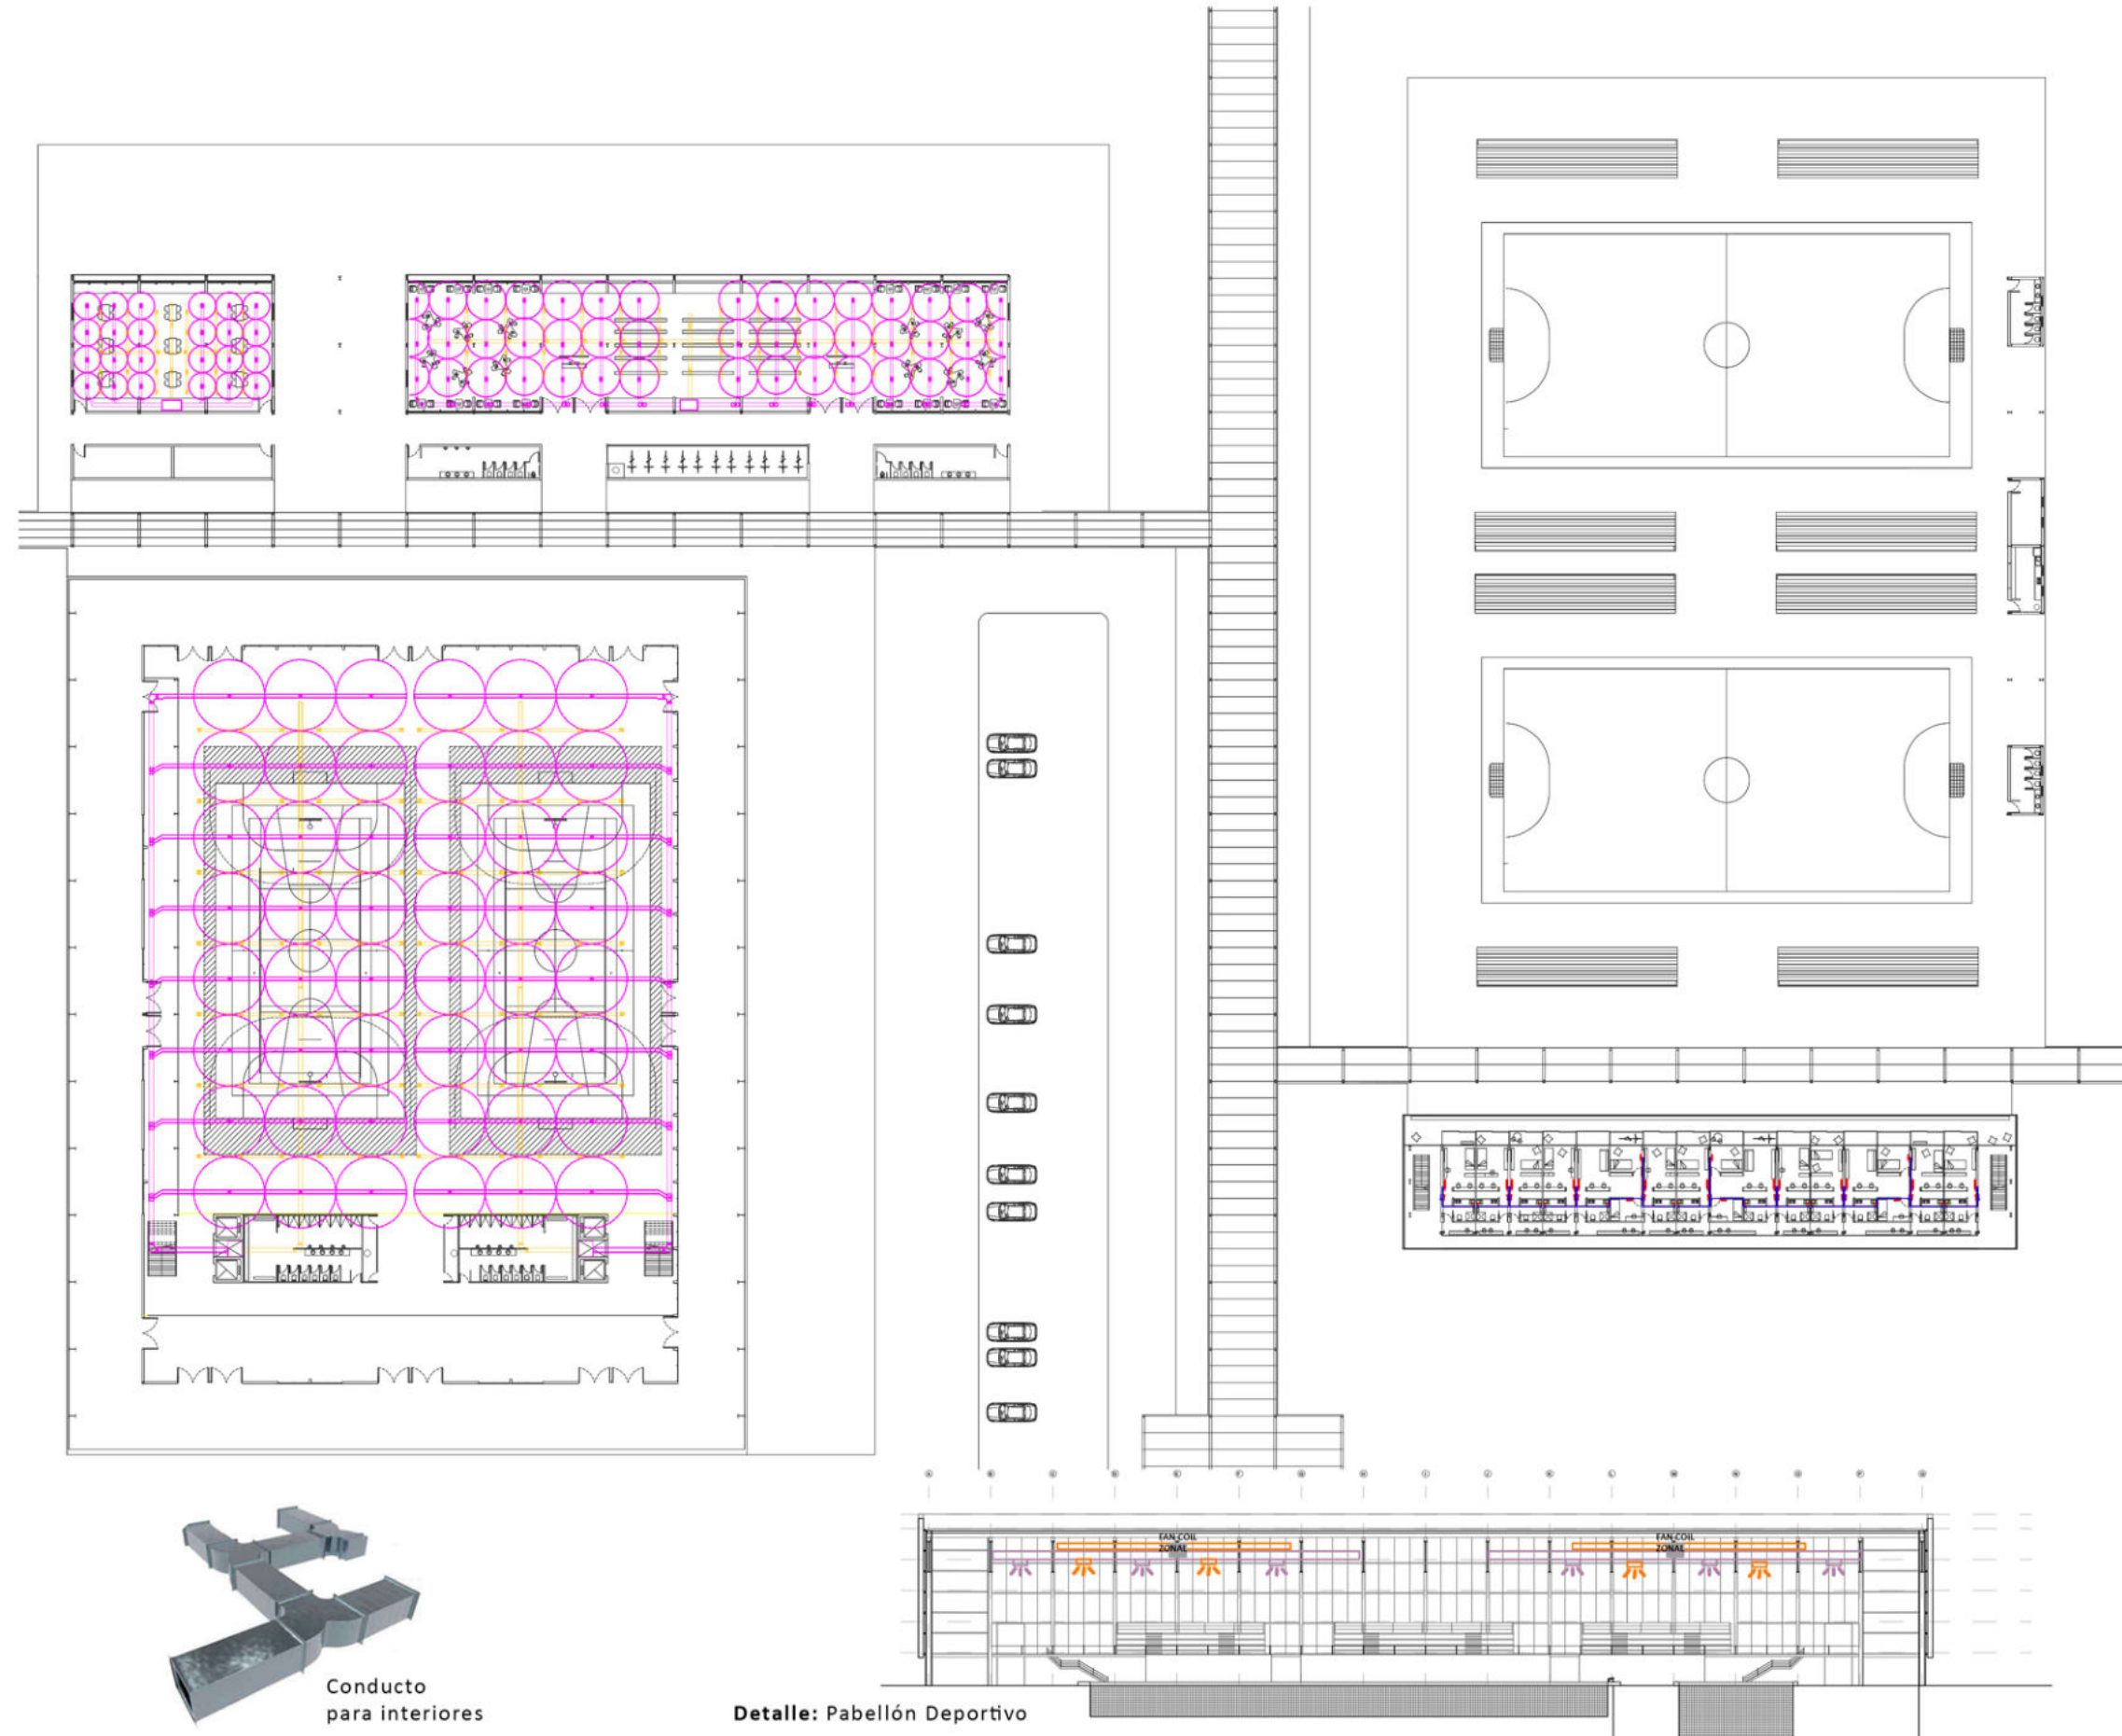 A B C D E F G H I J K L M N O P Q
FAN COIL
ZONAL
FAN COIL
ZONAL
Conducto
para interiores
Detalle: Pabellón Deportivo